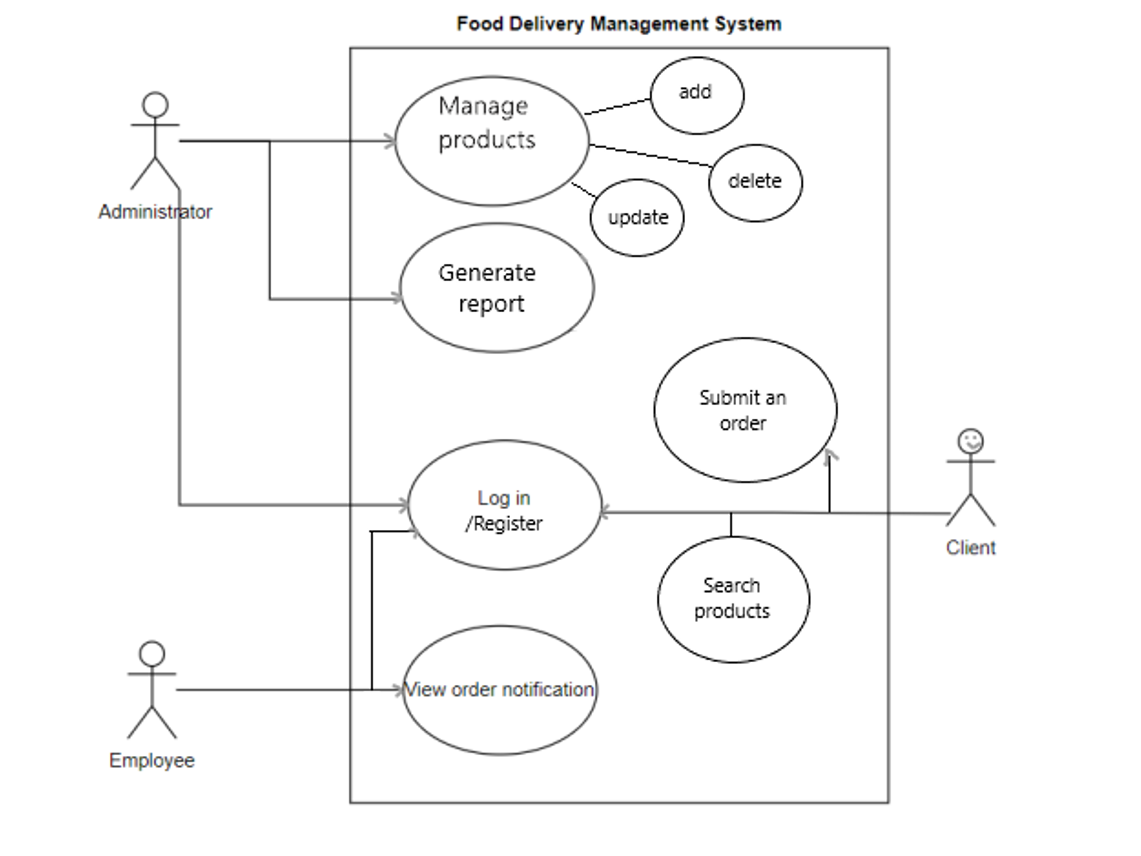 Food Delivery Management System
Manage
products
add
delete
update
Administrator
Generate
report
Submit an
order
Log in
/Register
Client
Search
products
View order notification
Employee